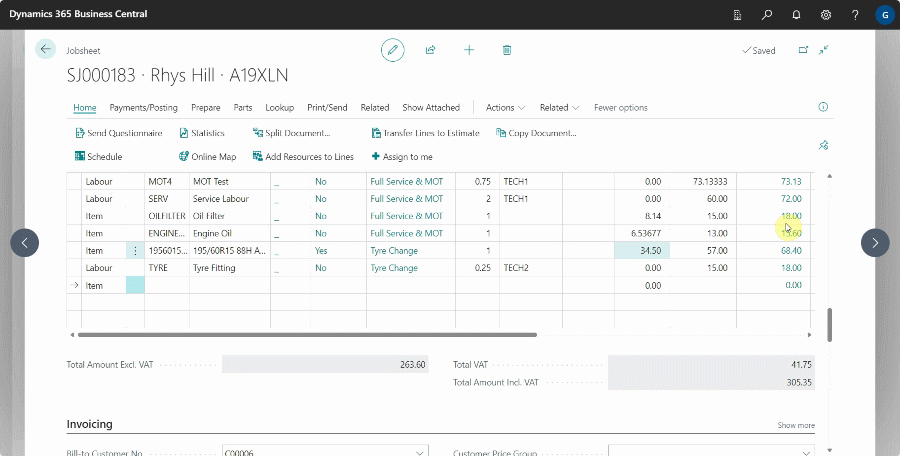 Dynamics 365 Business Central
G
Jobsheet
Saved
SJ000183 · Rhys Hill · A19XLN
Home Payments/Posting Prepare Parts Lookup Print/Send Related Show Attached Actions Related Fewer options
Send Questionnaire Statistics Split Document... Transfer Lines to Estimate Copy Document...
Schedule Online Map Add Resources to Lines Assign to me
Labour MOT4 MOT Test _ No Full Service & MOT 0.75 TECH1 0.00 73.13333 73.13
Labour SERV Service Labour _ No Full Service & MOT 2 TECH1 0.00 60.00 72.00
Item OILFILTER Oil Filter _ No Full Service & MOT 1 8.14 15.00 18.00
Item ENGINE... Engine Oil _ No Full Service & MOT 1 6.53677 13.00 15.60
Item 1956015... 195/60R15 88H A... _ Yes Tyre Change 1 34.50 57.00 68.40
Labour TYRE Tyre Fitting _ No Tyre Change 0.25 TECH2 0.00 15.00 18.00
Item 0.00 0.00
Total Amount Excl. VAT 263.60 Total VAT 41.75
Total Amount Incl. VAT 305.35
Invoicing Show more
Bill-to Customer No. C00006 Customer Price Group